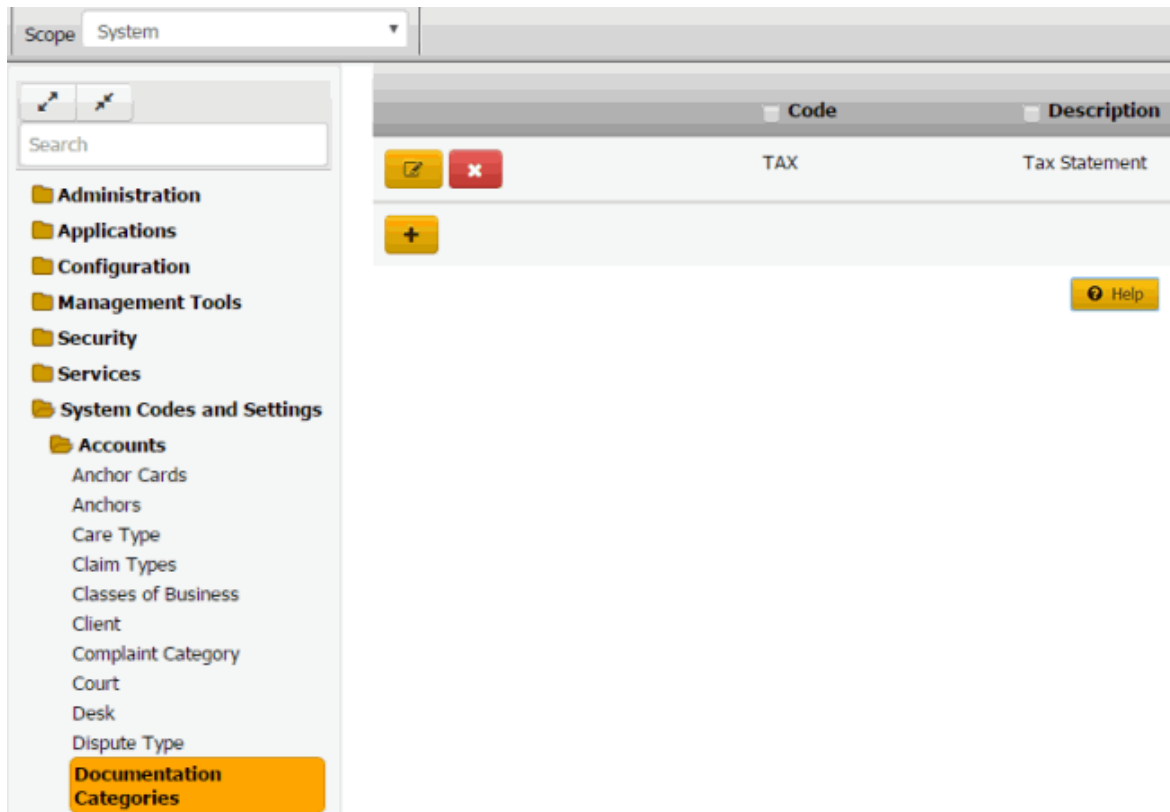 Scope System
Search
Administration
Applications
Configuration
Management Tools
Security
Services
System Codes and Settings
Accounts
Anchor Cards
Anchors
Care Type
Claim Types
Classes of Business
Client
Complaint Category
Court
Desk
Dispute Type
Documentation
Categories
Code Description
TAX Tax Statement
Help